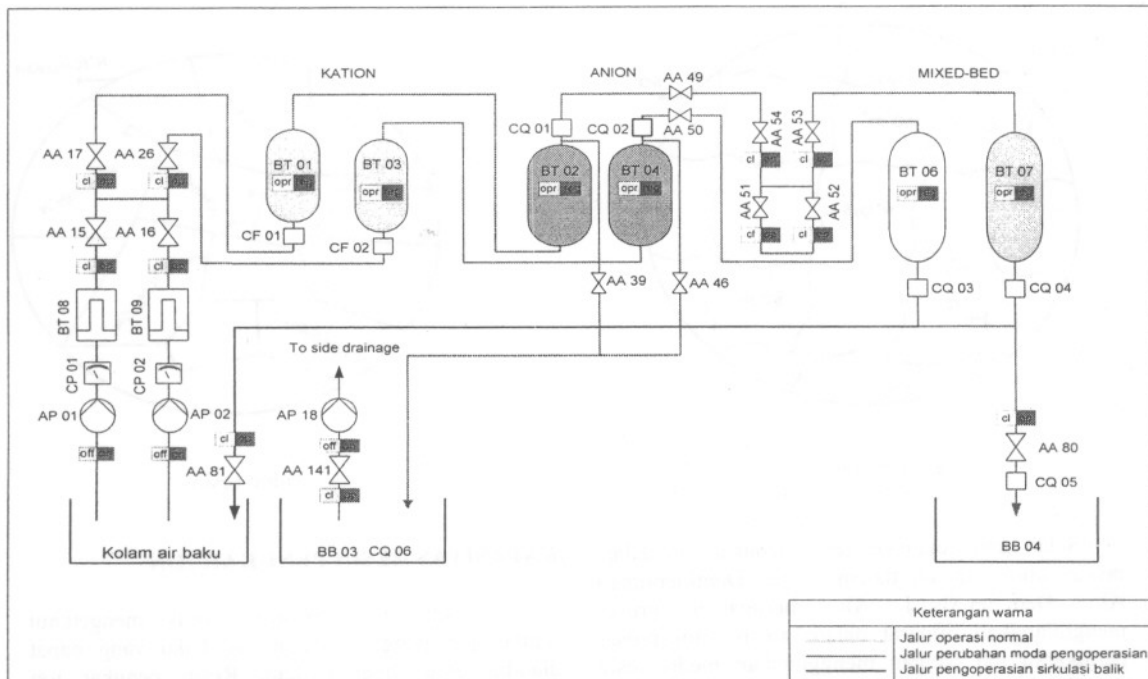 KATION ANION MIXED-BED
AA 49
AA 50
CQ 01 CQ 02
AA 54 AA 53
AA 17 AA 26
cl cl cl cl
BT 01 BT 03 BT 02 BT 04 BT 06 BT 07
opr opr opr opr opr opr
AA 51 AA 52
AA 15 AA 16
CF 01 CF 02
cl cl cl cl
AA 39 AA 46
CQ 03 CQ 04
BT 08 BT 09
To side drainage
CP 01 CP 02
AP 01 AP 02 AP 18
cl cl
off off off
AA 81 AA 141 AA 80
cl
CQ 05
Kolam air baku
BB 03 CQ 06
BB 04
Keterangan warna
Jalur operasi normal
Jalur perubahan moda pengoperasian
Jalur pengoperasian sirkulasi balik